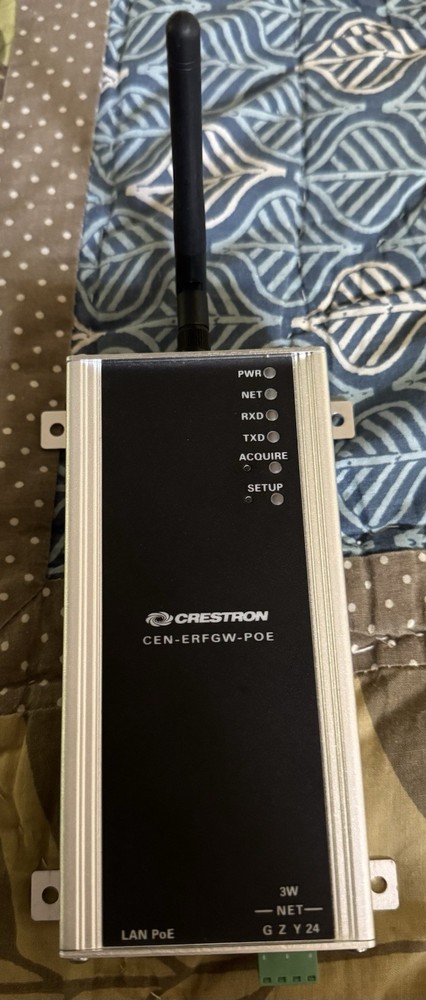 PWR
NET
RXD
TXD
ACQUIRE
SETUP
CRESTRON
CEN-ERFGW-POE
3W
NET
LAN PoE G Z Y 24